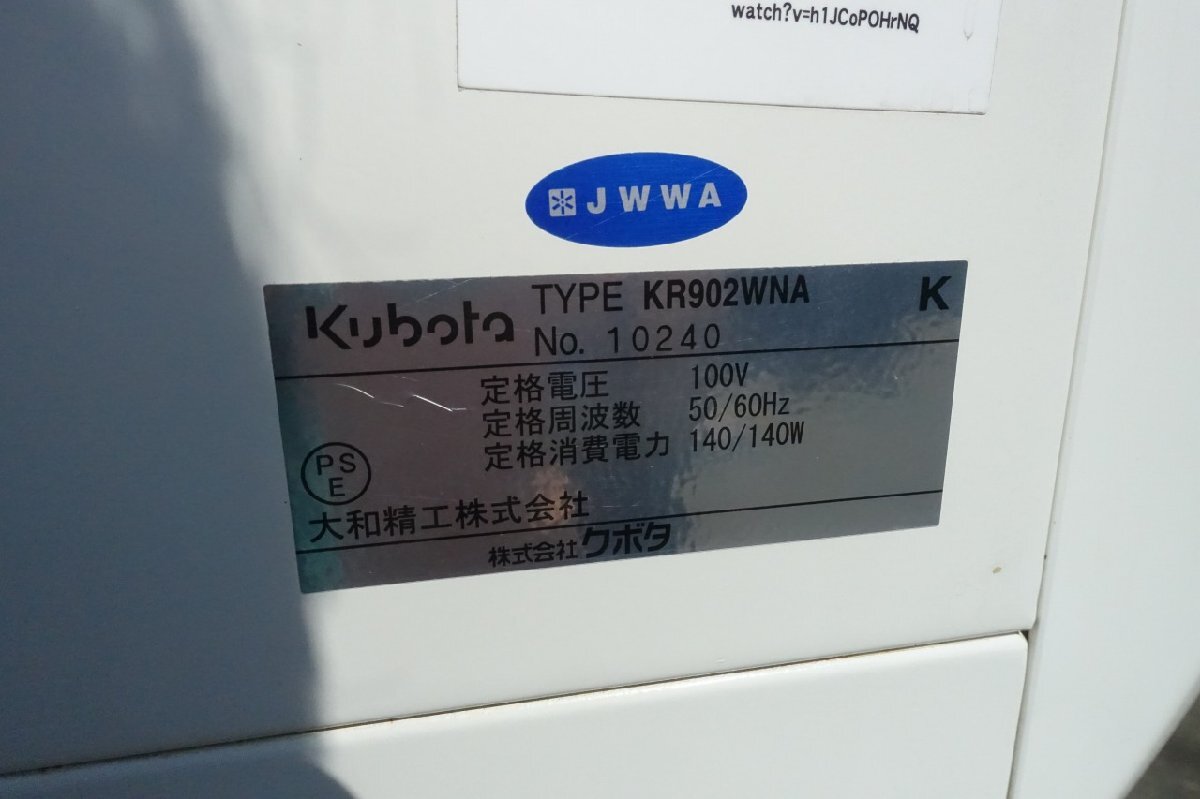 watch?v=h1JCoPOHrNQ
JWWA
Kubota TYPE KR902WNA K
No. 10240
定格電圧 100V
定格周波数 50/60Hz
定格消費電力 140/140W
PS
E
大和精工株式会社
株式会社クボタ